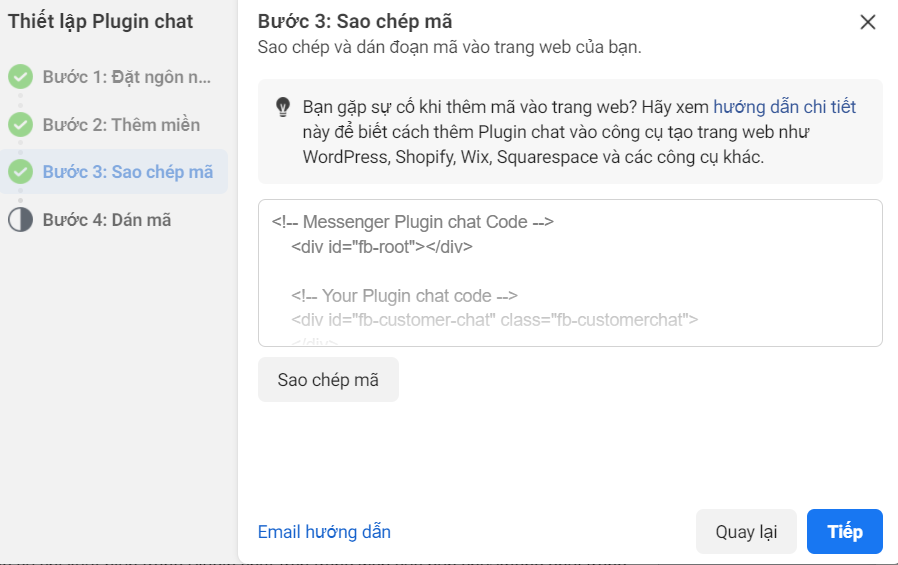 Thiết lập Plugin chat
Bước 1: Đặt ngôn n...
Bước 2: Thêm miền
Bước 3: Sao chép mã
Bước 4: Dán mã
Bước 3: Sao chép mã
Sao chép và dán đoạn mã vào trang web của bạn.
Bạn gặp sự cố khi thêm mã vào trang web? Hãy xem hướng dẫn chi tiết
này để biết cách thêm Plugin chat vào công cụ tạo trang web như
WordPress, Shopify, Wix, Squarespace và các công cụ khác.
<!-- Messenger Plugin chat Code -->
<div id="fb-root"></div>
<!-- Your Plugin chat code -->
<div id="fb-customer-chat" class="fb-customerchat">
</div>
Sao chép mã
Email hướng dẫn
Quay lại
Tiếp